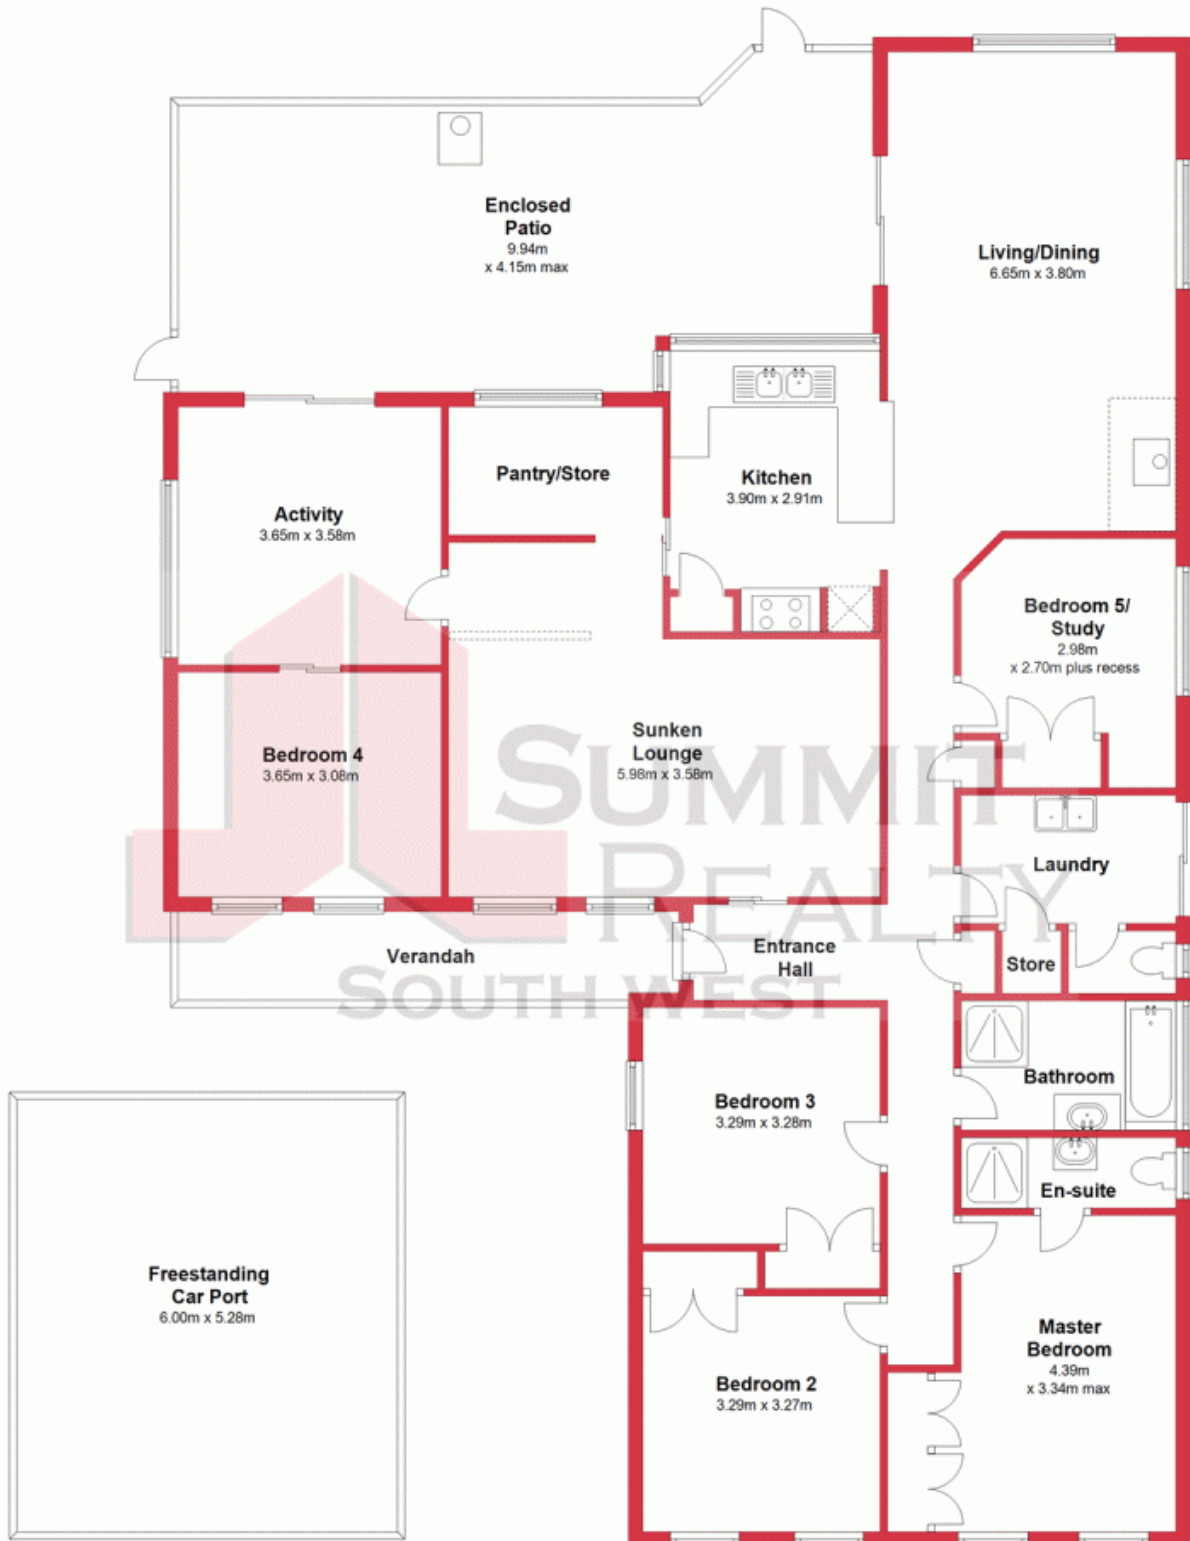 Enclosed
Patio
9.94m
x 4.15m max
Living/Dining
6.65m x 3.80m
Pantry/Store
Kitchen
3.90m x 2.91m
Activity
3.65m x 3.58m
Bedroom 5/
Study
2.98m
x 2.70m plus recess
Sunken
Lounge
5.98m x 3.58m
Bedroom 4
3.65m x 3.08m
SUMMIT
REALTY
SOUTH WEST
Laundry
Verandah
Entrance
Hall
Store
Bathroom
Bedroom 3
3.29m x 3.28m
En-suite
Freestanding
Car Port
6.00m x 5.28m
Master
Bedroom
4.39m
x 3.34m max
Bedroom 2
3.29m x 3.27m